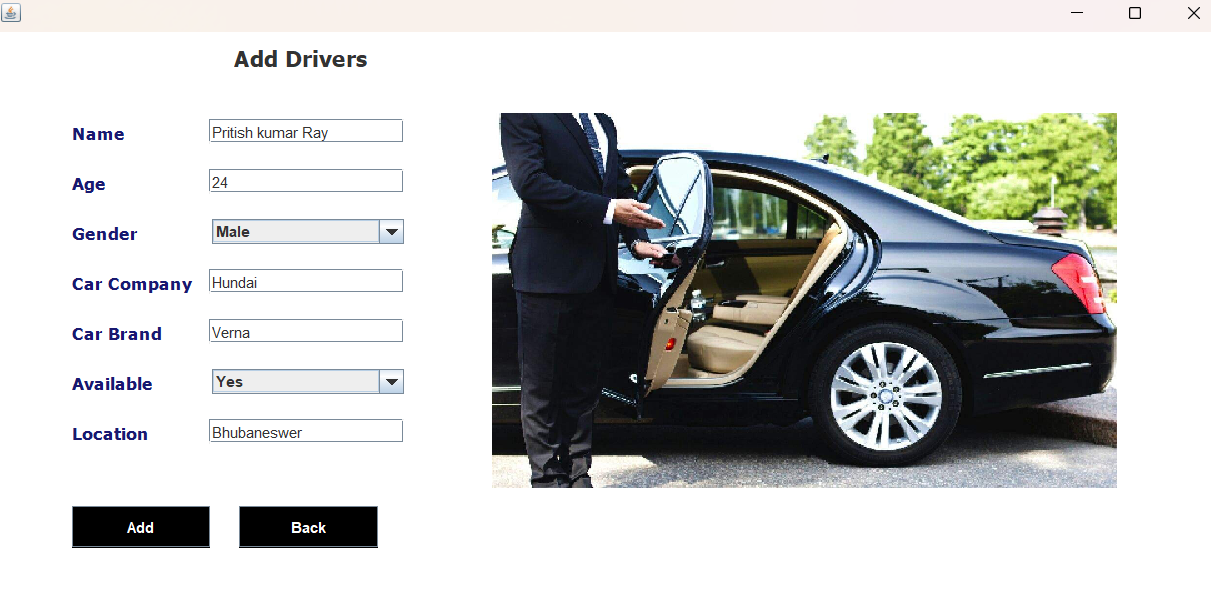 Add Drivers
Name Pritish kumar Ray
Age 24
Gender Male
Car Company Hundai
Car Brand Verna
Available Yes
Location Bhubaneswer
Add Back